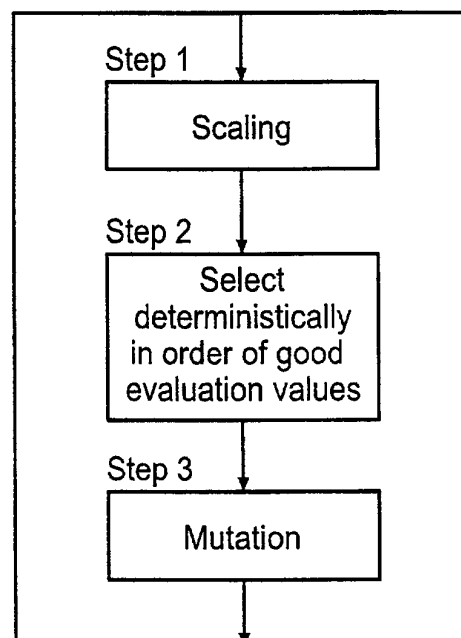 Step 1
Scaling
Step 2
Select
deterministically
in order of good
evaluation values
Step 3
Mutation